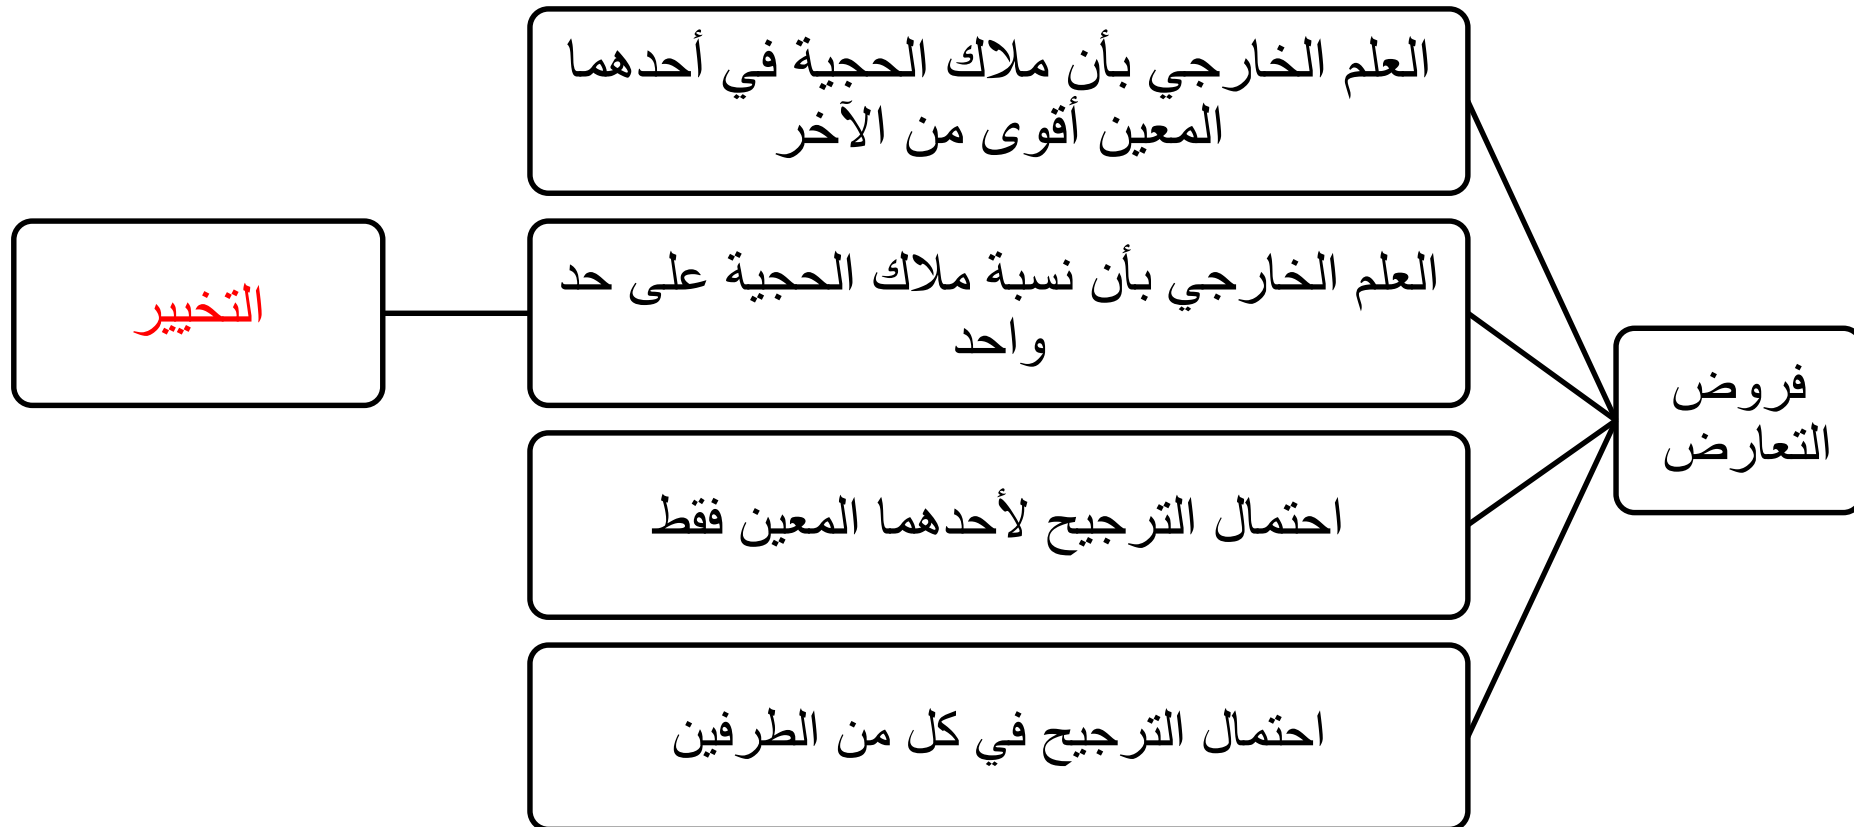 فروض
التعارض
العلم الخارجي بأن ملاك الحجية في أحدهما
المعين أقوى من الآخر
العلم الخارجي بأن نسبة ملاك الحجية على حد
واحد
التخيير
احتمال الترجيح لأحدهما المعين فقط
احتمال الترجيح في كل من الطرفين